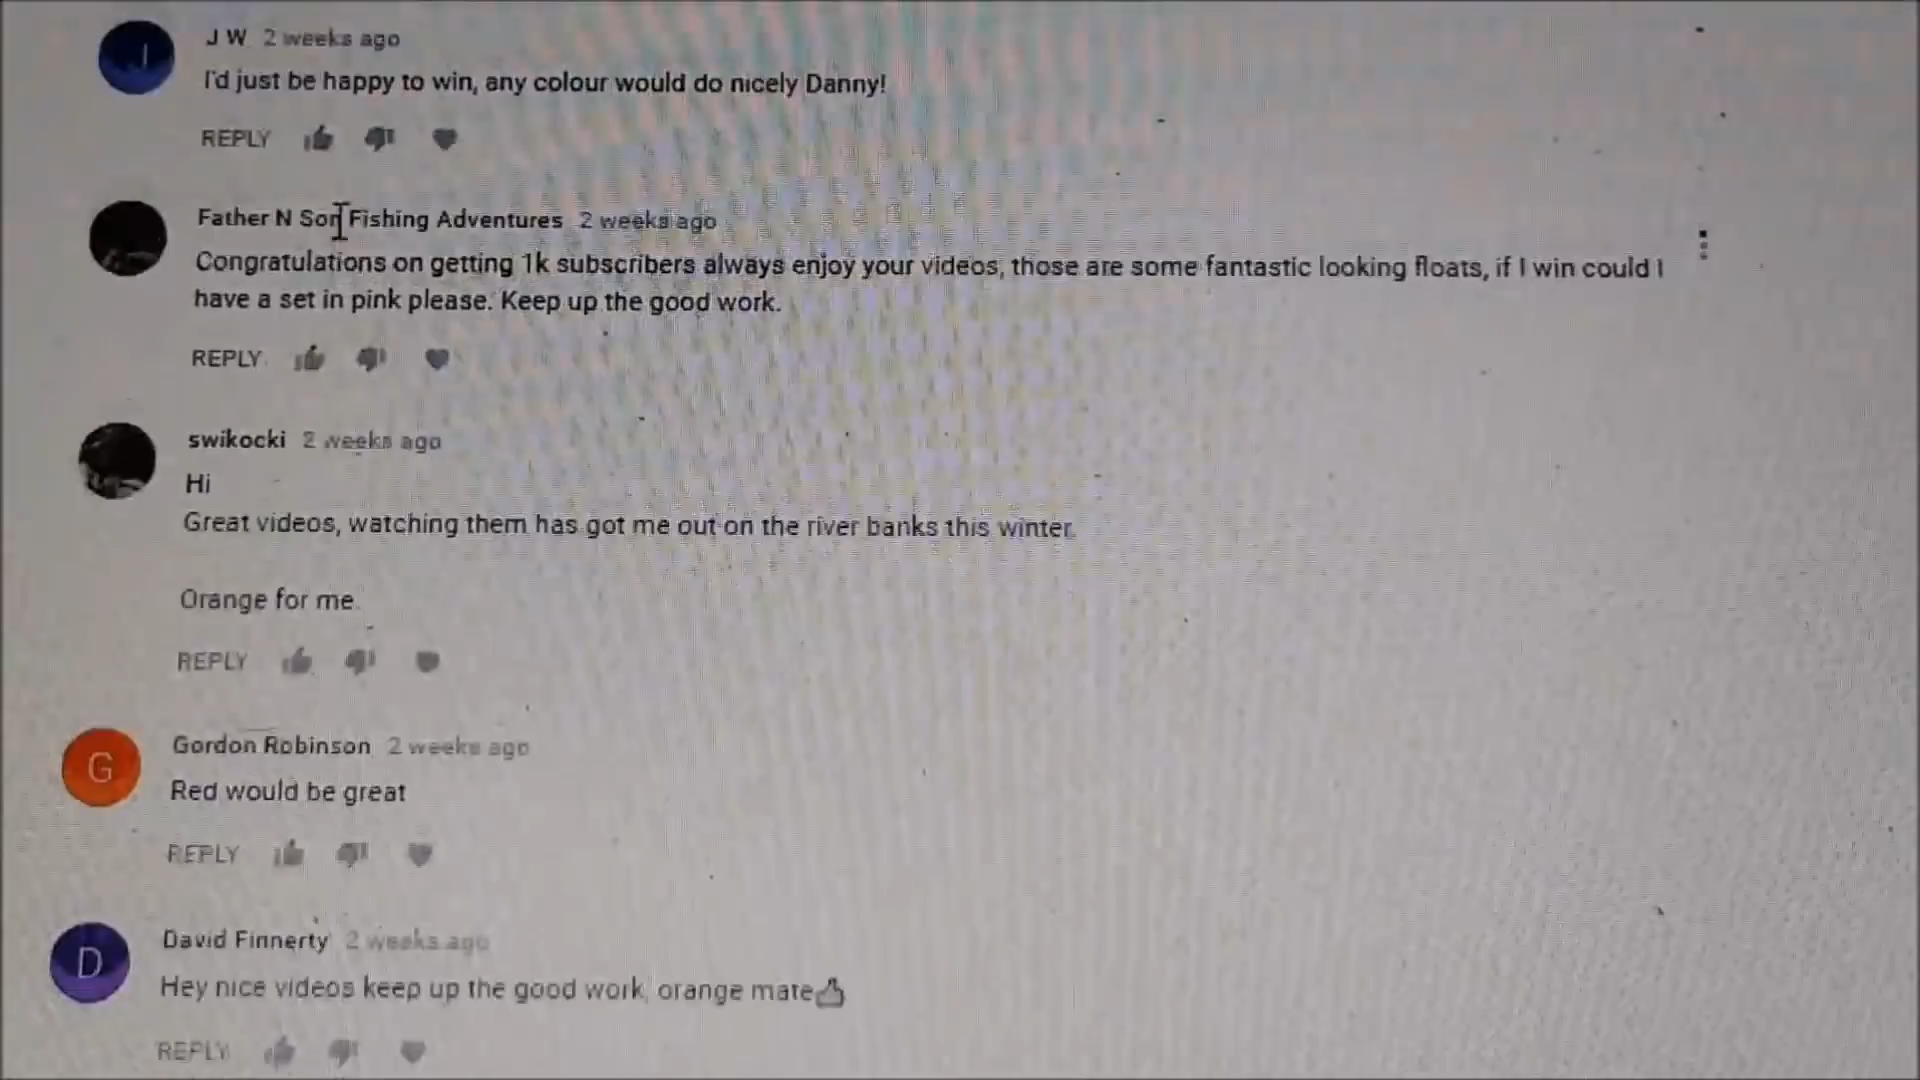 J
J W 2 weeks ago
I'd just be happy to win, any colour would do nicely Danny!
REPLY
Father N Son Fishing Adventures 2 weeks ago
Congratulations on getting 1k subscribers always enjoy your videos, those are some fantastic looking floats, if I win could I
have a set in pink please. Keep up the good work.
REPLY
swikocki 2 weeks ago
Hi
Great videos, watching them has got me out on the river banks this winter.
Orange for me.
REPLY
G
Gordon Robinson 2 weeks ago
Red would be great
REPLY
D
David Finnerty 2 weeks ago
Hey nice videos keep up the good work, orange mate👍
REPLY